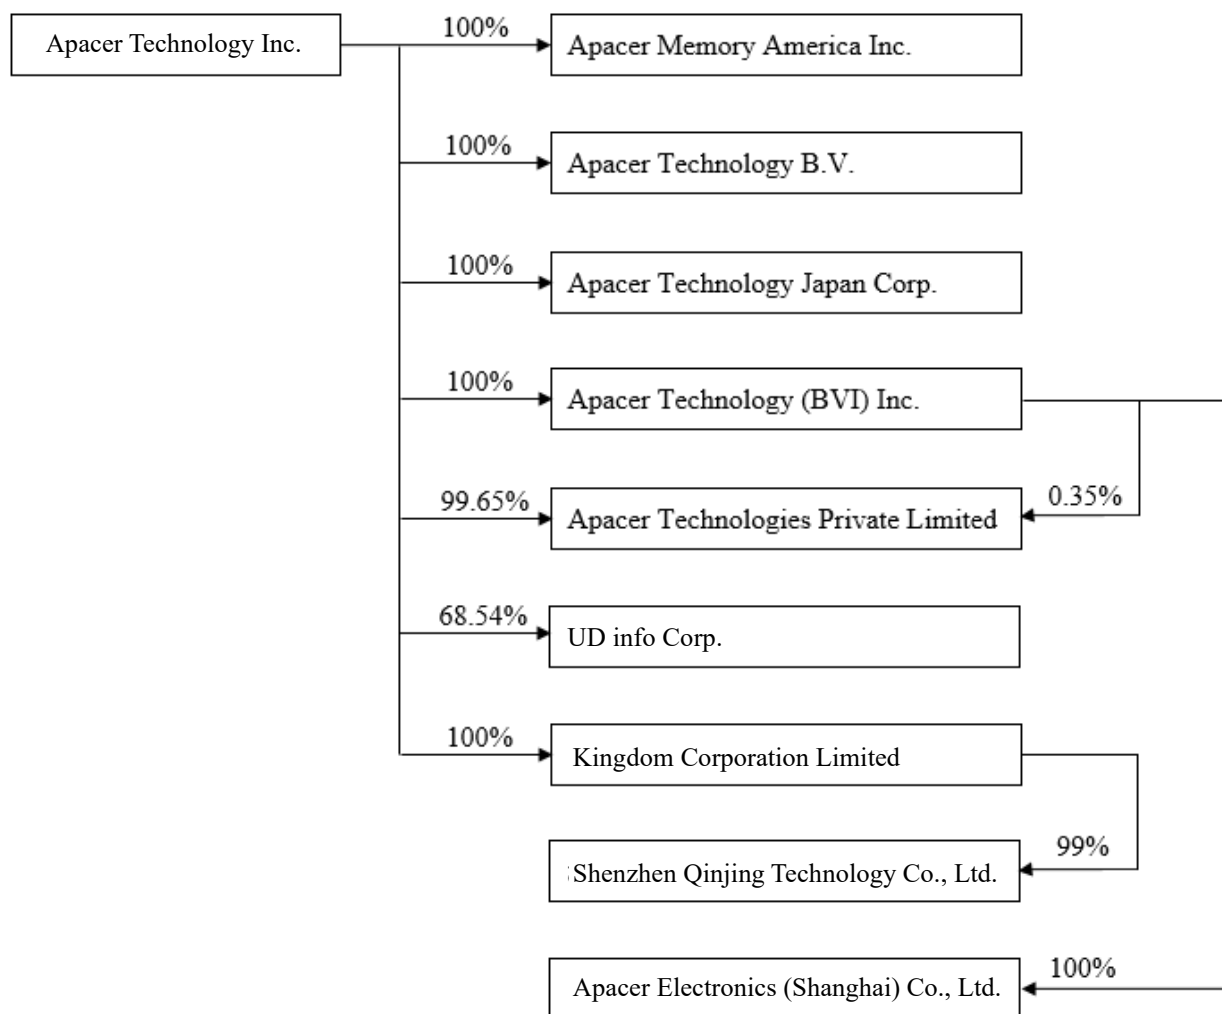 Apacer Technology Inc.
100%
Apacer Memory America Inc.
100%
Apacer Technology B.V.
100%
Apacer Technology Japan Corp.
100%
Apacer Technology (BVI) Inc.
99.65%
Apacer Technologies Private Limited
0.35%
68.54%
UD info Corp.
100%
Kingdom Corporation Limited
99%
Shenzhen Qinjing Technology Co., Ltd.
100%
Apacer Electronics (Shanghai) Co., Ltd.